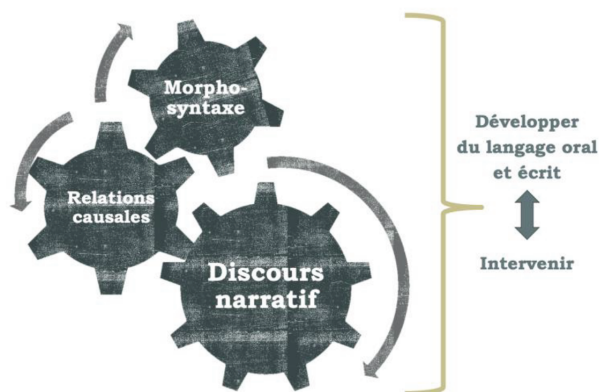 Morpho-
syntaxe
Relations
causales
Discours
narratif
Développer
du langage oral
et écrit
Intervenir